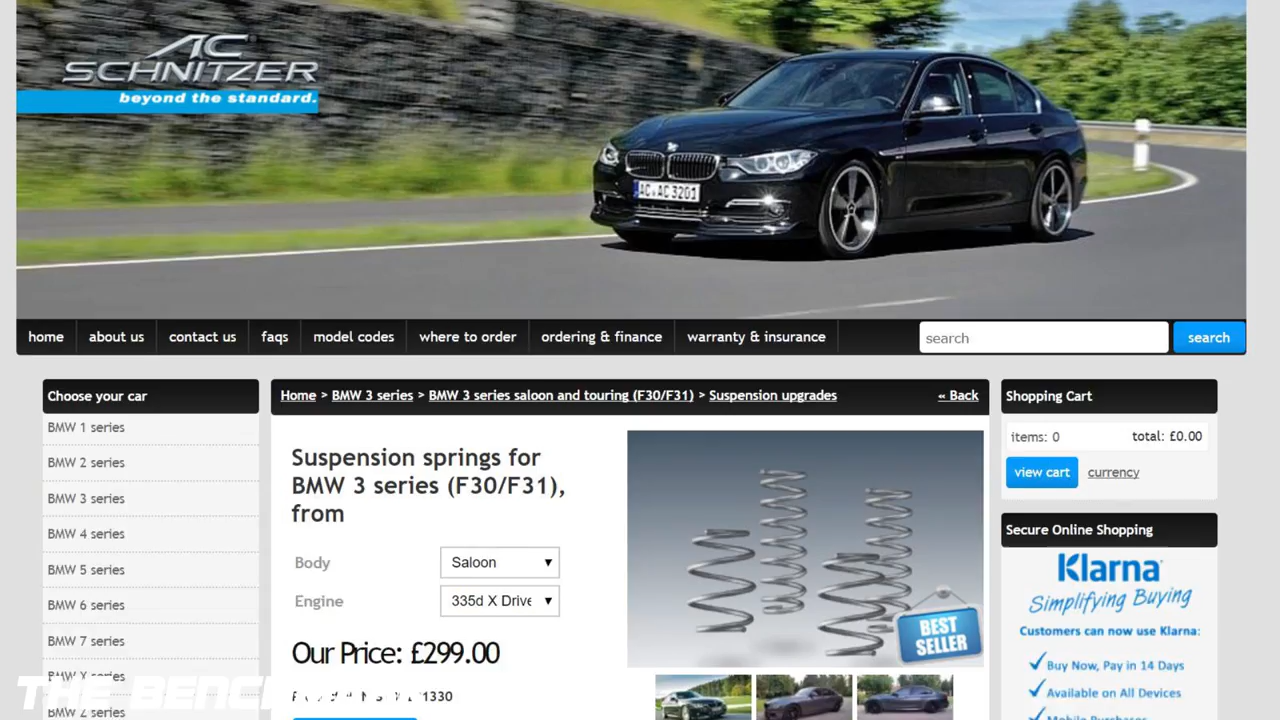 AC
SCHNITZER
beyond the standard.
AC AC 3201
home
about us
contact us
faqs
model codes
where to order
ordering & finance
warranty & insurance
search
search
Choose your car
BMW 1 series
BMW 2 series
BMW 3 series
BMW 4 series
BMW 5 series
BMW 6 series
BMW 7 series
BMW X series
BMW Z series
THE BENC
Home > BMW 3 series > BMW 3 series saloon and touring (F30/F31) > Suspension upgrades
« Back
Suspension springs for
BMW 3 series (F30/F31),
from
Body
Saloon
Engine
335d X Drive
Our Price: £299.00
1330
BEST
SELLER
Shopping Cart
items: 0
total: £0.00
view cart
currency
Secure Online Shopping
Klarna
Simplifying Buying
Customers can now use Klarna:
Buy Now, Pay in 14 Days
Available on All Devices
Mobile Purchases